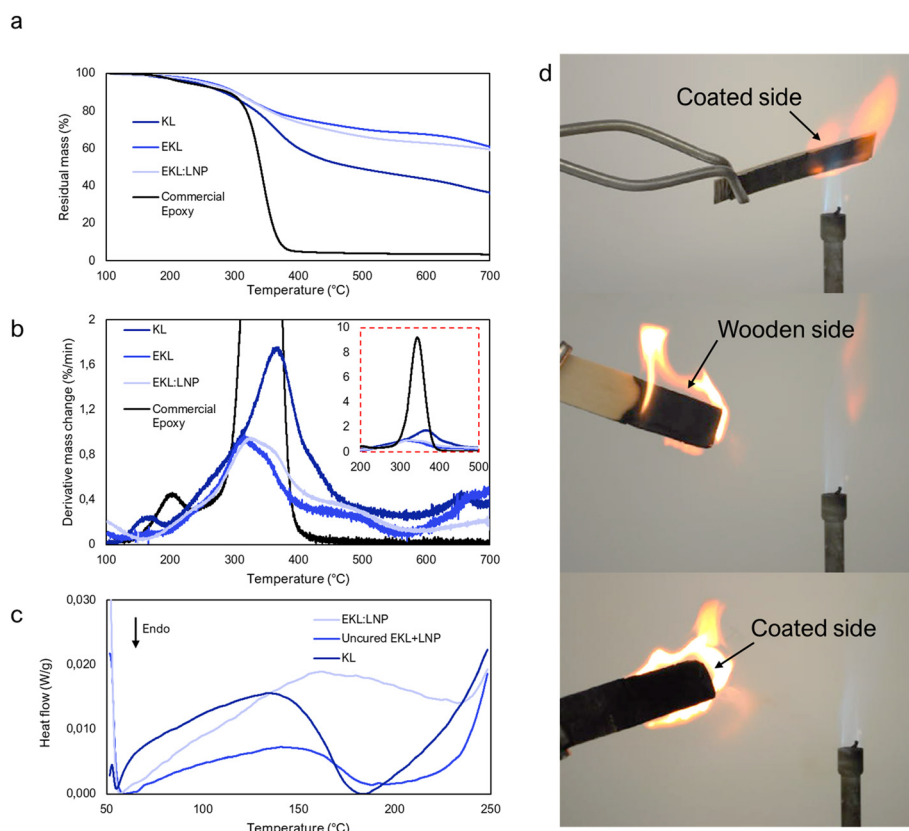 a
100
80
60
40
20
0
Residual mass (%)
KL
EKL
EKL:LNP
Commercial
Epoxy
100 200 300 400 500 600 700
Temperature (°C)
b
2
1,6
1,2
0,8
0,4
0
Derivative mass change (%/min)
KL
EKL
EKL:LNP
Commercial
Epoxy
10
8
6
4
2
0
200 300 400 500
100 200 300 400 500 600 700
Temperature (°C)
c
0,030
0,020
0,010
0,000
Heat flow (W/g)
Endo
EKL:LNP
Uncured EKL+LNP
KL
50 100 150 200 250
Temperature (°C)
d
Coated side
Wooden side
Coated side